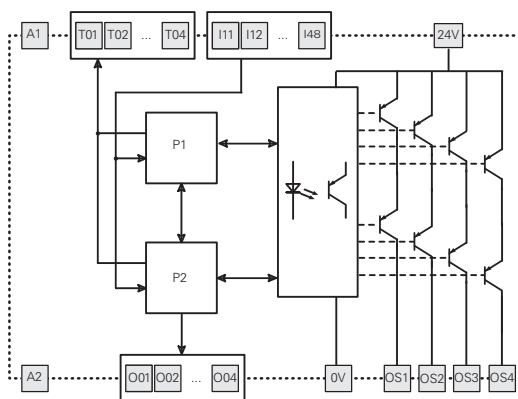 A1 T01 T02 ... T04 I11 I12 ... I48 24V
P1
P2
A2 O01 O02 ... O04 0V OS1 OS2 OS3 OS4